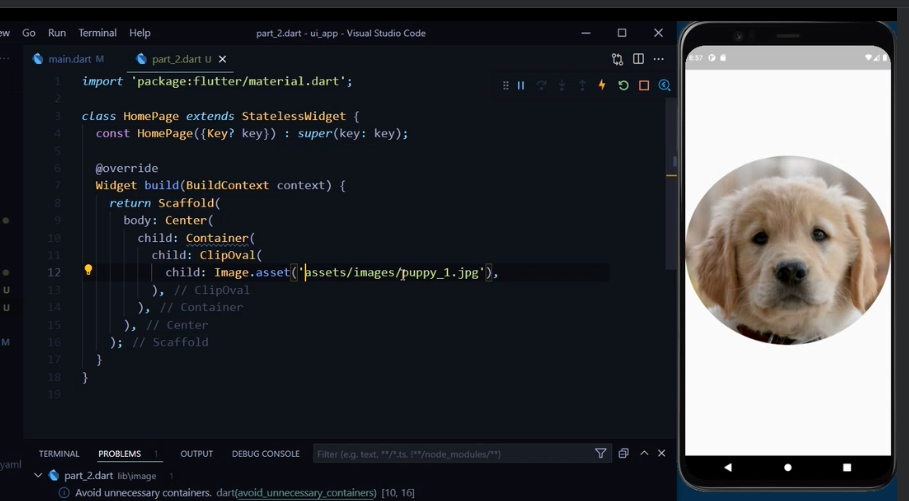 ew Go Run Terminal Help part_2.dart - ui_app - Visual Studio Code
main.dart M part_2.dart U
1 import 'package:flutter/material.dart';
2
3 class HomePage extends StatelessWidget {
4 const HomePage({Key? key}) : super(key: key);
5
6 @override
7 Widget build(BuildContext context) {
8 return Scaffold(
9 body: Center(
10 child: Container(
11 child: ClipOval(
12 child: Image.asset('assets/images/puppy_1.jpg'),
13 ), // ClipOval
14 ), // Container
15 ), // Center
16 ); // Scaffold
17 }
18 }
19
U
U
M
TERMINAL PROBLEMS 1 OUTPUT DEBUG CONSOLE Filter (e.g. text, **/*.ts, !**/node_modules/**)
yaml
part_2.dart lib\image 1
Avoid unnecessary containers. dart(avoid_unnecessary_containers) [10, 16]
8:57